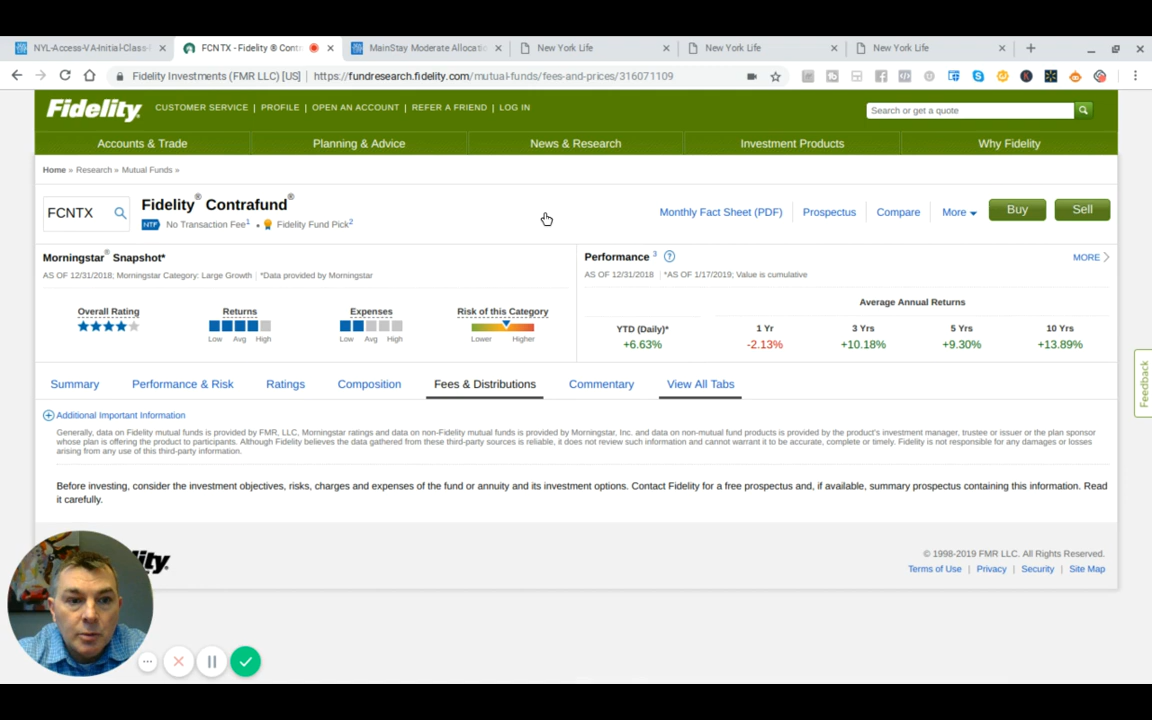 NYL-Access-VA-Initial-Class-
FCNTX - Fidelity ® Contr
MainStay Moderate Allocatio
New York Life
New York Life
New York Life
Fidelity Investments (FMR LLC) [US]
https://fundresearch.fidelity.com/mutual-funds/fees-and-prices/316071109
Fidelity
CUSTOMER SERVICE | PROFILE | OPEN AN ACCOUNT | REFER A FRIEND | LOG IN
Search or get a quote
Accounts & Trade
Planning & Advice
News & Research
Investment Products
Why Fidelity
Home » Research » Mutual Funds »
FCNTX
Fidelity® Contrafund®
NTF No Transaction Fee1 • Fidelity Fund Pick2
Monthly Fact Sheet (PDF)
Prospectus
Compare
More
Buy
Sell
Morningstar® Snapshot*
AS OF 12/31/2018; Morningstar Category: Large Growth | *Data provided by Morningstar
Overall Rating
Returns
Low Avg High
Expenses
Low Avg High
Risk of this Category
Lower Higher
Performance 3 ?
MORE
AS OF 12/31/2018 | *AS OF 1/17/2019; Value is cumulative
Average Annual Returns
YTD (Daily)* 1 Yr 3 Yrs 5 Yrs 10 Yrs
+6.63% -2.13% +10.18% +9.30% +13.89%
Summary
Performance & Risk
Ratings
Composition
Fees & Distributions
Commentary
View All Tabs
Feedback
Additional Important Information
Generally, data on Fidelity mutual funds is provided by FMR, LLC, Morningstar ratings and data on non-Fidelity mutual funds is provided by Morningstar, Inc. and data on non-mutual fund products is provided by the product's investment manager, trustee or issuer or the plan sponsor
whose plan is offering the product to participants. Although Fidelity believes the data gathered from these third-party sources is reliable, it does not review such information and cannot warrant it to be accurate, complete or timely. Fidelity is not responsible for any damages or losses
arising from any use of this third-party information.
Before investing, consider the investment objectives, risks, charges and expenses of the fund or annuity and its investment options. Contact Fidelity for a free prospectus and, if available, summary prospectus containing this information. Read
it carefully.
© 1998-2019 FMR LLC. All Rights Reserved.
Terms of Use | Privacy | Security | Site Map